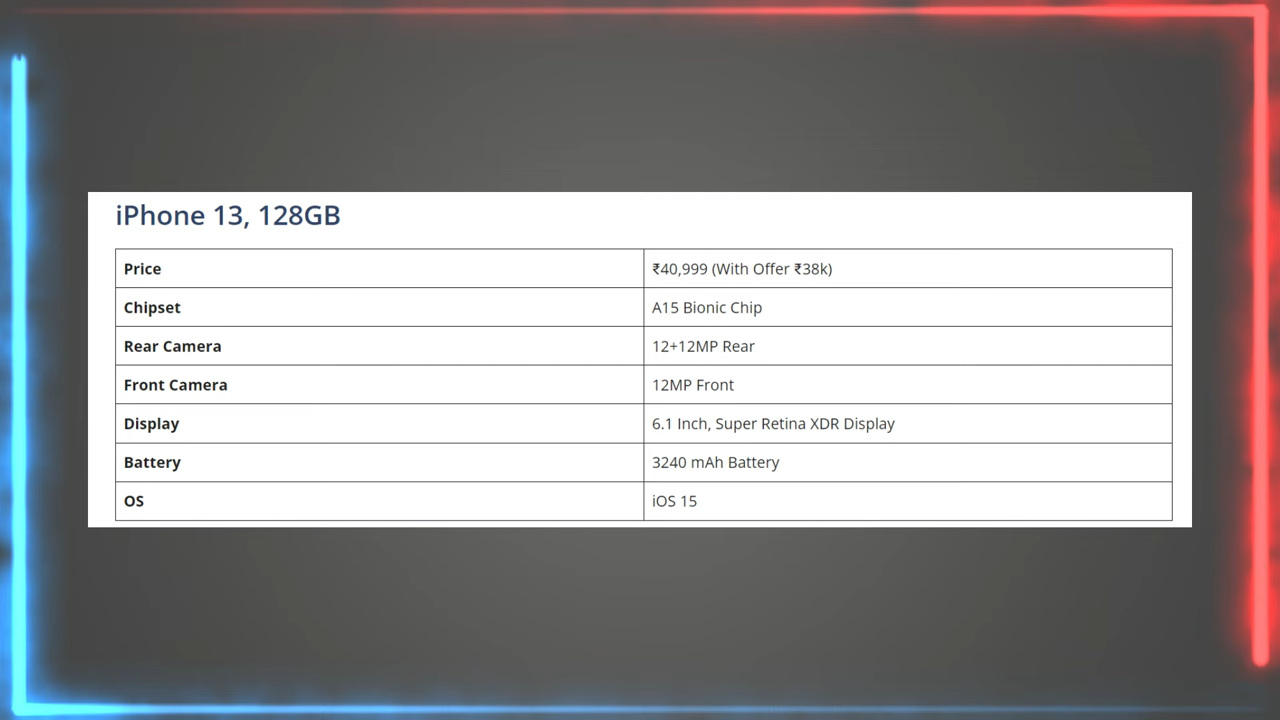 iPhone 13, 128GB
Price ₹40,999 (With Offer ₹38k)
Chipset A15 Bionic Chip
Rear Camera 12+12MP Rear
Front Camera 12MP Front
Display 6.1 Inch, Super Retina XDR Display
Battery 3240 mAh Battery
OS iOS 15